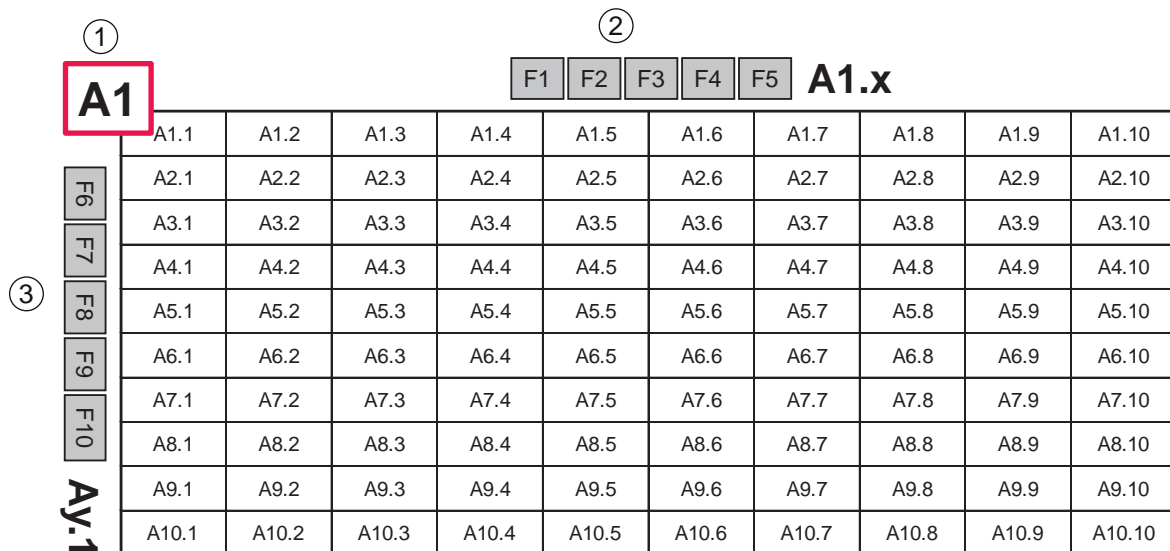 ① ②
A1 F1 F2 F3 F4 F5 A1.x
A1.1 A1.2 A1.3 A1.4 A1.5 A1.6 A1.7 A1.8 A1.9 A1.10
F6 A2.1 A2.2 A2.3 A2.4 A2.5 A2.6 A2.7 A2.8 A2.9 A2.10
A3.1 A3.2 A3.3 A3.4 A3.5 A3.6 A3.7 A3.8 A3.9 A3.10
F7 A4.1 A4.2 A4.3 A4.4 A4.5 A4.6 A4.7 A4.8 A4.9 A4.10
③ F8 A5.1 A5.2 A5.3 A5.4 A5.5 A5.6 A5.7 A5.8 A5.9 A5.10
F9 A6.1 A6.2 A6.3 A6.4 A6.5 A6.6 A6.7 A6.8 A6.9 A6.10
F10 A7.1 A7.2 A7.3 A7.4 A7.5 A7.6 A7.7 A7.8 A7.9 A7.10
A8.1 A8.2 A8.3 A8.4 A8.5 A8.6 A8.7 A8.8 A8.9 A8.10
Ay.1 A9.1 A9.2 A9.3 A9.4 A9.5 A9.6 A9.7 A9.8 A9.9 A9.10
A10.1 A10.2 A10.3 A10.4 A10.5 A10.6 A10.7 A10.8 A10.9 A10.10